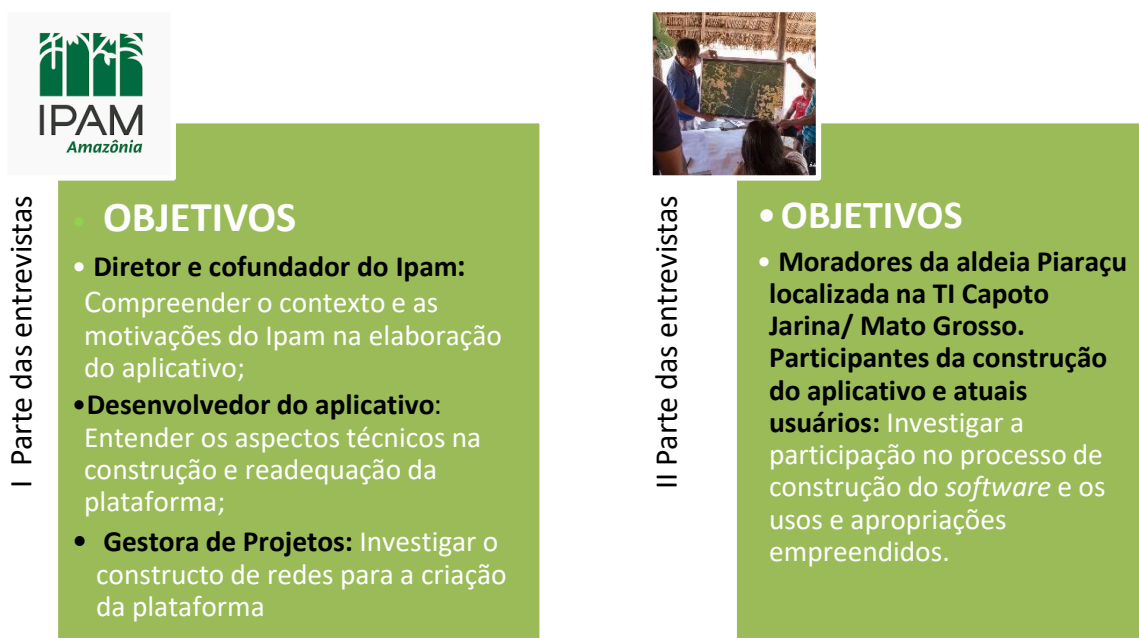 IPAM
Amazônia
I Parte das entrevistas
• OBJETIVOS
• Diretor e cofundador do Ipam:
Compreender o contexto e as
motivações do Ipam na elaboração
do aplicativo;
•Desenvolvedor do aplicativo:
Entender os aspectos técnicos na
construção e readequação da
plataforma;
• Gestora de Projetos: Investigar o
constructo de redes para a criação
da plataforma
II Parte das entrevistas
• OBJETIVOS
• Moradores da aldeia Piaraçu
localizada na TI Capoto
Jarina/ Mato Grosso.
Participantes da construção
do aplicativo e atuais
usuários: Investigar a
participação no processo de
construção do software e os
usos e apropriações
empreendidos.